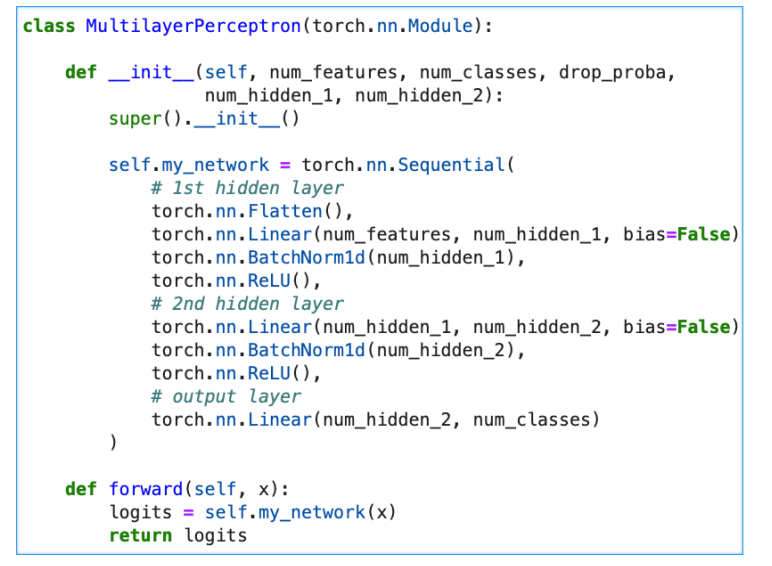 class MultilayerPerceptron(torch.nn.Module):
    def __init__(self, num_features, num_classes, drop_proba,
                 num_hidden_1, num_hidden_2):
        super().__init__()
        self.my_network = torch.nn.Sequential(
            # 1st hidden layer
            torch.nn.Flatten(),
            torch.nn.Linear(num_features, num_hidden_1, bias=False)
            torch.nn.BatchNorm1d(num_hidden_1),
            torch.nn.ReLU(),
            # 2nd hidden layer
            torch.nn.Linear(num_hidden_1, num_hidden_2, bias=False)
            torch.nn.BatchNorm1d(num_hidden_2),
            torch.nn.ReLU(),
            # output layer
            torch.nn.Linear(num_hidden_2, num_classes)
        )
    def forward(self, x):
        logits = self.my_network(x)
        return logits